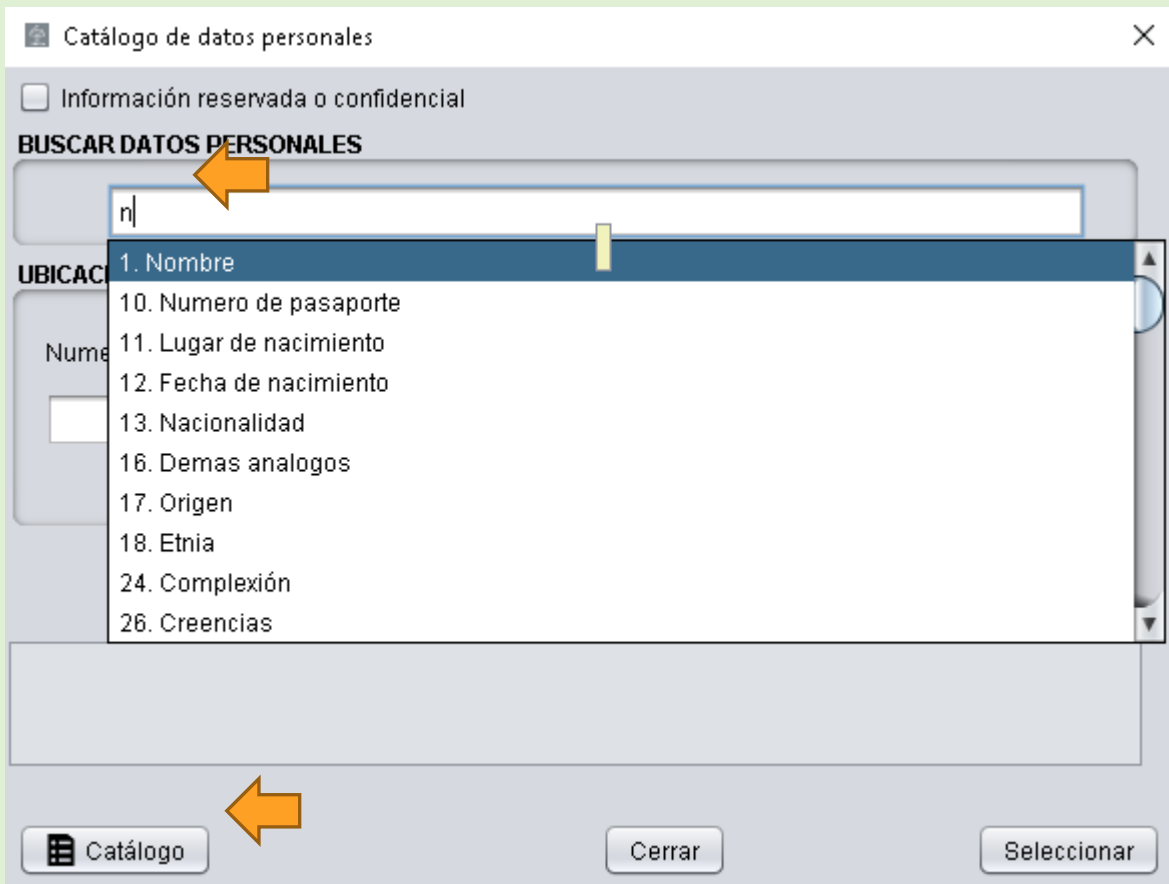 Catálogo de datos personales
Información reservada o confidencial
BUSCAR DATOS PERSONALES
n
1. Nombre
UBICACI
10. Numero de pasaporte
11. Lugar de nacimiento
Nume
12. Fecha de nacimiento
13. Nacionalidad
16. Demas analogos
17. Origen
18. Etnia
24. Complexión
26. Creencias
Catálogo
Cerrar
Seleccionar